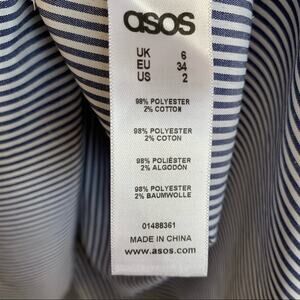 asos
UK 6
EU 34
US 2
98% POLYESTER
2% COTTON
98% POLYESTER
2% COTON
98% POLIÉSTER
2% ALGODÓN
98% POLYESTER
2% BAUMWOLLE
01488361
MADE IN CHINA
www.asos.com